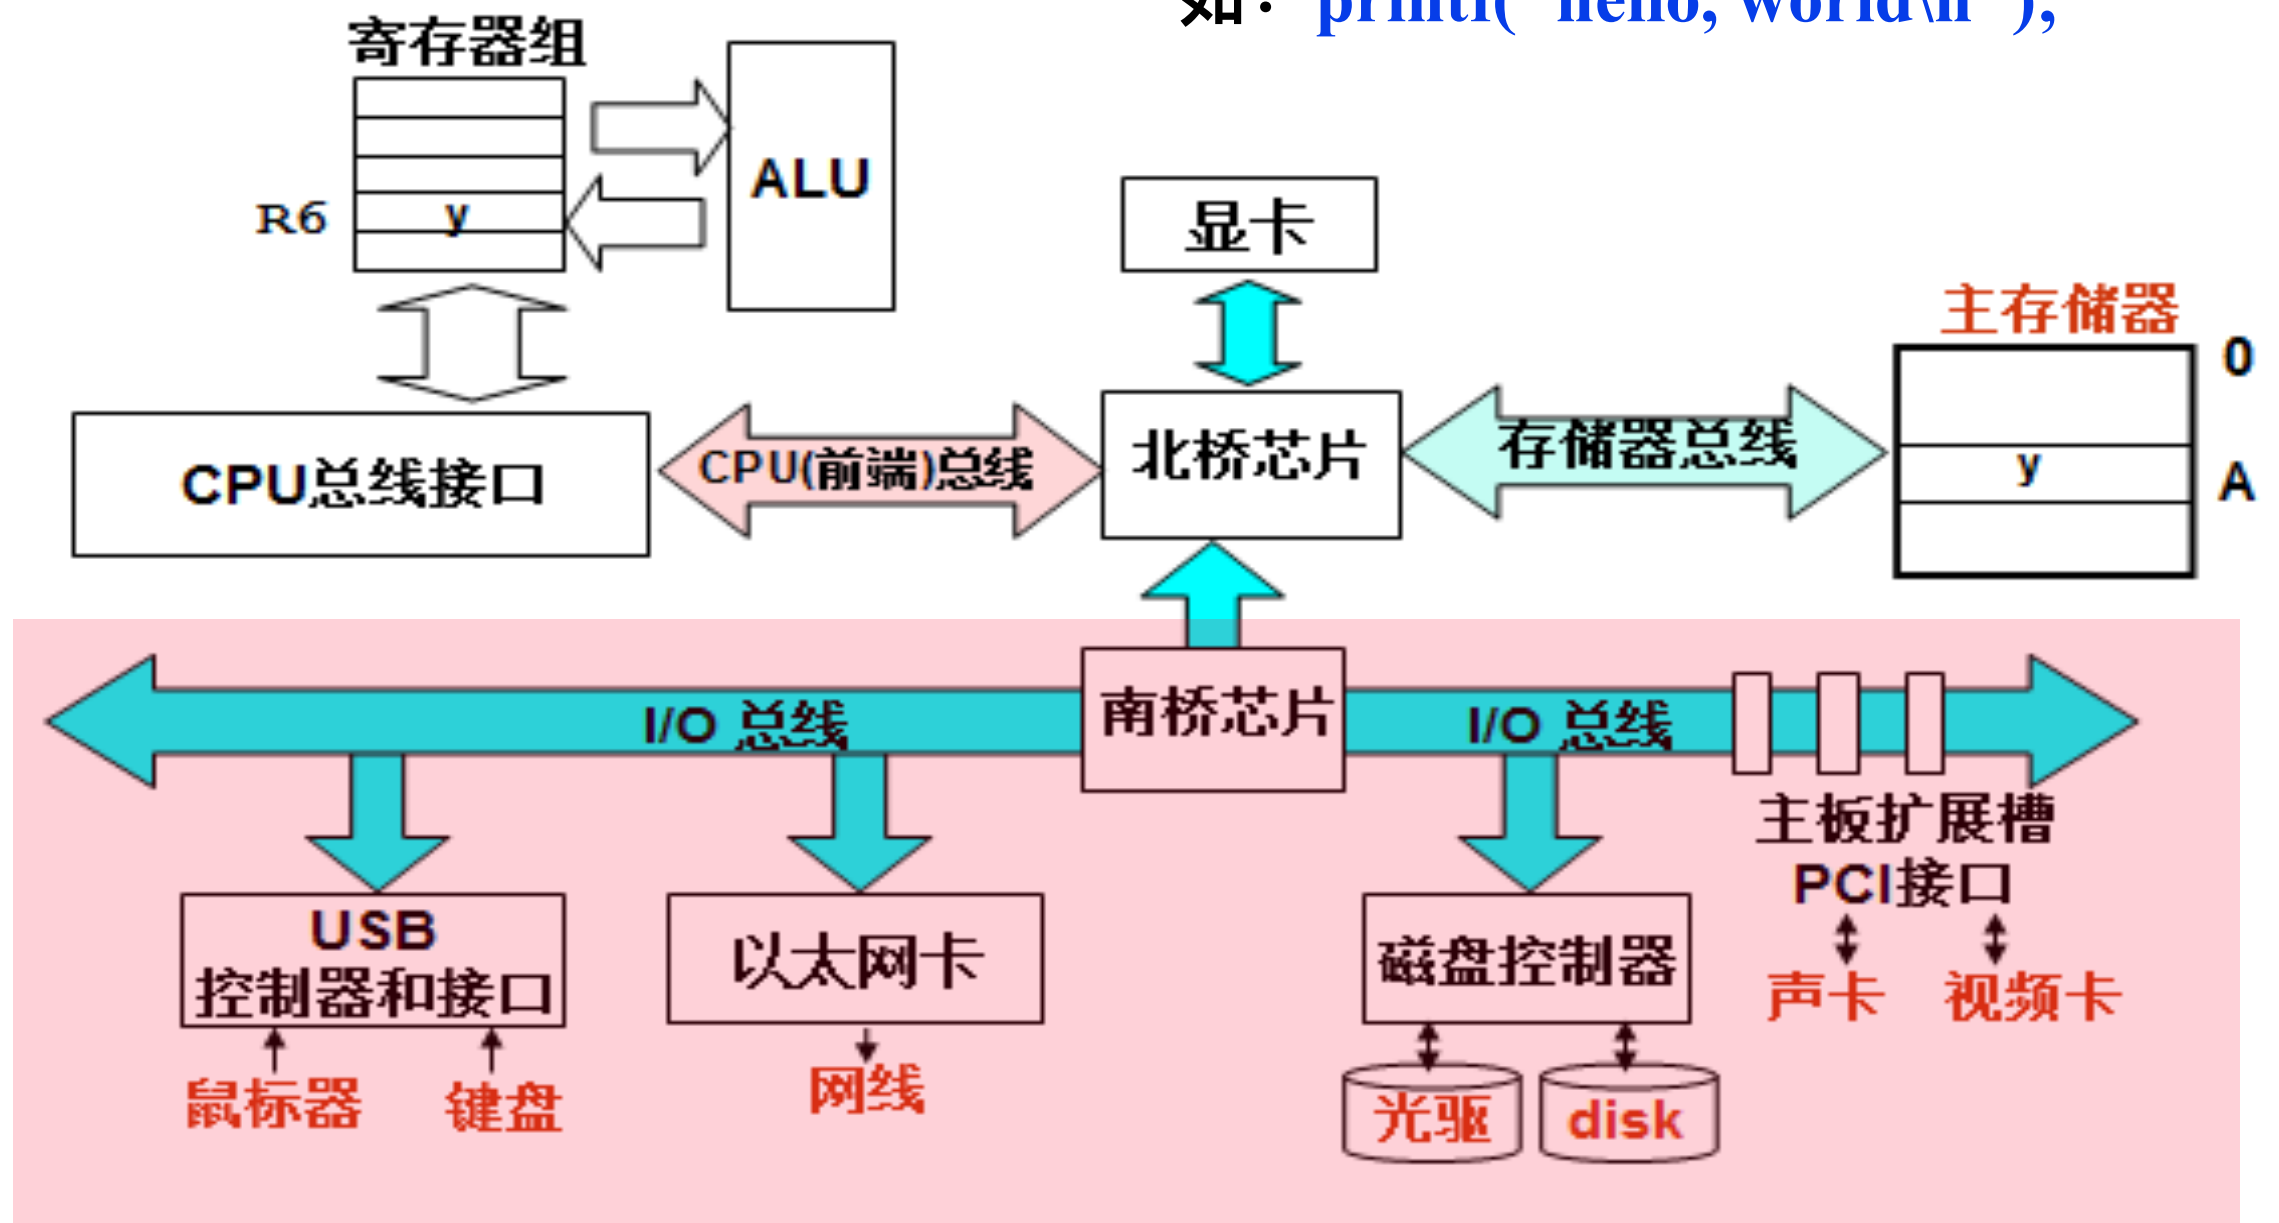 如：printf("hello, world\n");
寄存器组
ALU
R6
y
显卡
主存储器
0
CPU总线接口
CPU(前端)总线
北桥芯片
存储器总线
y
A
I/O 总线
南桥芯片
I/O 总线
主板扩展槽
PCI接口
USB
控制器和接口
以太网卡
磁盘控制器
声卡
视频卡
鼠标器
键盘
网线
光驱
disk